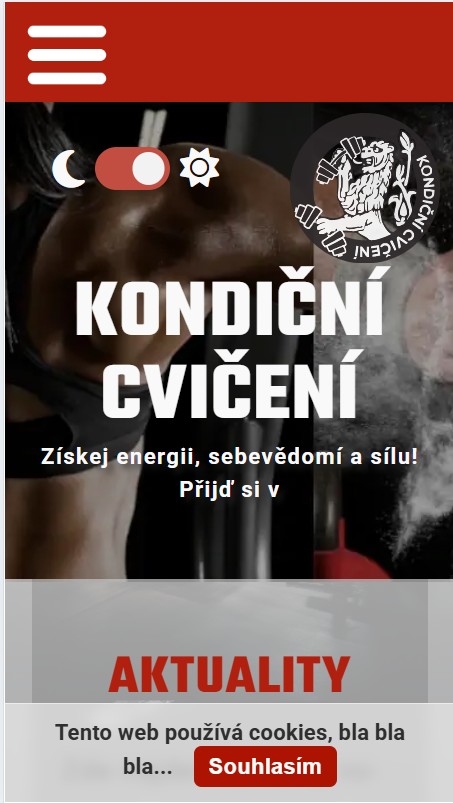 KONDIČNÍ CVIČENÍ
KONDIČNÍ
CVIČENÍ
Získej energii, sebevědomí a sílu!
Přijď si v
AKTUALITY
Tento web používá cookies, bla bla
bla... Souhlasím